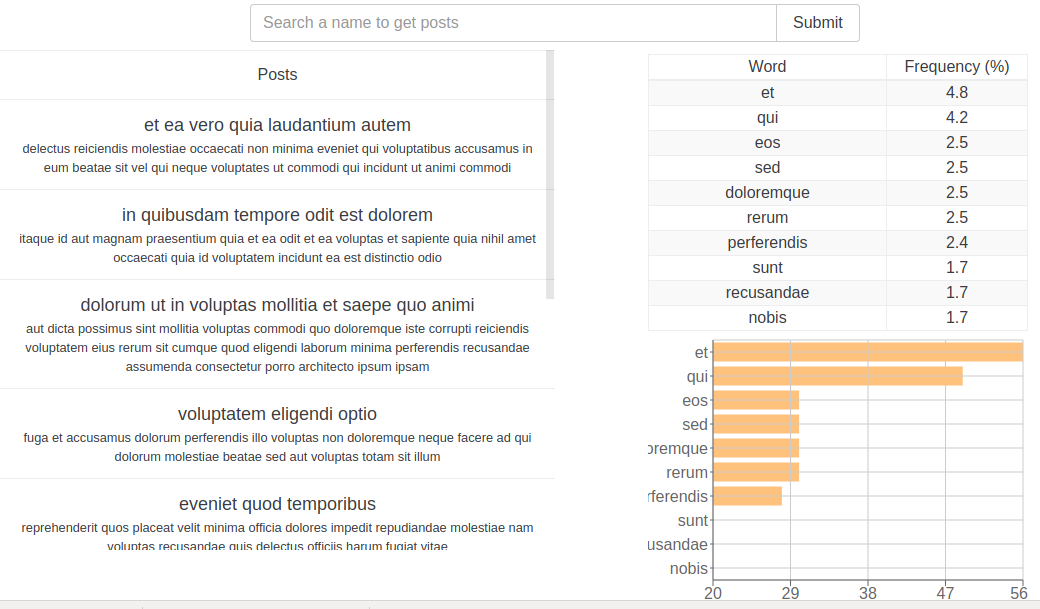 Search a name to get posts
Submit
Posts
et ea vero quia laudantium autem
delectus reiciendis molestiae occaecati non minima eveniet qui voluptatibus accusamus in
eum beatae sit vel qui neque voluptates ut commodi qui incidunt ut animi commodi
in quibusdam tempore odit est dolorem
itaque id aut magnam praesentium quia et ea odit et ea voluptas et sapiente quia nihil amet
occaecati quia id voluptatem incidunt ea est distinctio odio
dolorum ut in voluptas mollitia et saepe quo animi
aut dicta possimus sint mollitia voluptas commodi quo doloremque iste corrupti reiciendis
voluptatem eius rerum sit cumque quod eligendi laborum minima perferendis recusandae
assumenda consectetur porro architecto ipsum ipsam
voluptatem eligendi optio
fuga et accusamus dolorum perferendis illo voluptas non doloremque neque facere ad qui
dolorum molestiae beatae sed aut voluptas totam sit illum
eveniet quod temporibus
reprehenderit quos placeat velit minima officia dolores impedit repudiandae molestiae nam
voluptas recusandae quis delectus officiis harum fugiat vitae
Word Frequency (%)
et 4.8
qui 4.2
eos 2.5
sed 2.5
doloremque 2.5
rerum 2.5
perferendis 2.4
sunt 1.7
recusandae 1.7
nobis 1.7
et
qui
eos
sed
oremque
rerum
rferendis
sunt
usandae
nobis
20 29 38 47 56